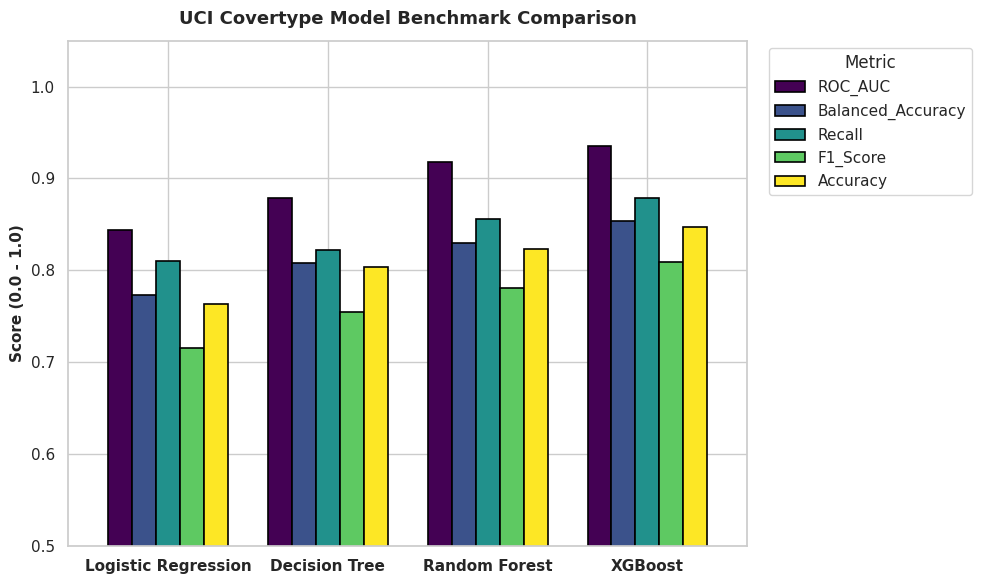 UCI Covertype Model Benchmark Comparison
Score (0.0 - 1.0)
1.0
0.9
0.8
0.7
0.6
0.5
Logistic Regression
Decision Tree
Random Forest
XGBoost
Metric
ROC_AUC
Balanced_Accuracy
Recall
F1_Score
Accuracy